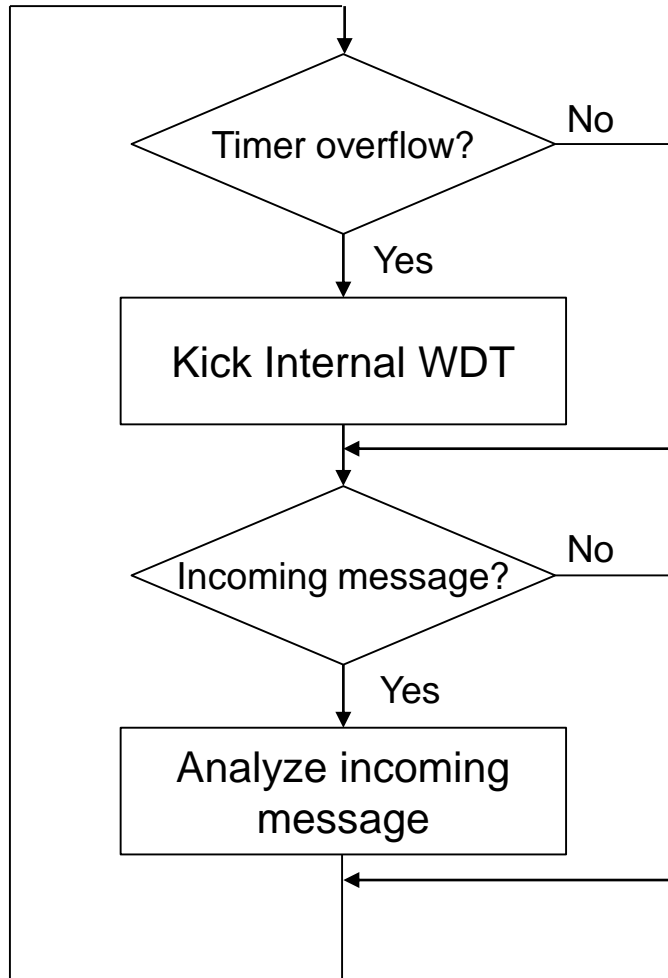 Timer overflow?
No
Yes
Kick Internal WDT
Incoming message?
No
Yes
Analyze incoming
message